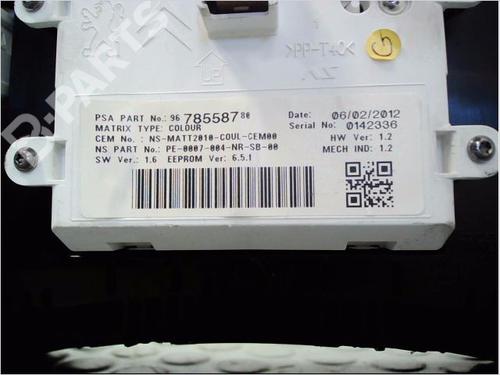 B-PARTS
UP
>PP-T40<
G
PSA PART No.: 96 785587 80
Date: 06/02/2012
MATRIX TYPE: COLOUR
Serial No: 0142336
CEM No.: NS-MATT2010-COUL-CEM00
HW Ver.: 1.2
NS PART No.: PE-0007-004-NR-SB-00
MECH IND: 1.2
SW Ver.: 1.6 EEPROM Ver: 6.5.1